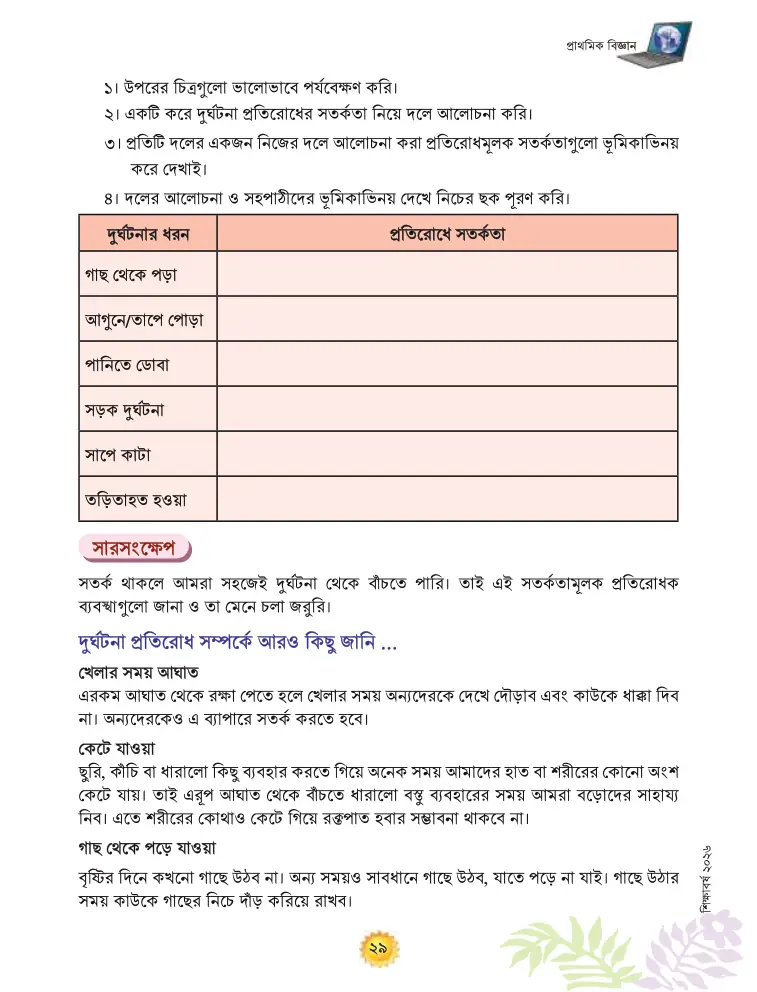 প্রাথমিক বিজ্ঞান
১। উপরের চিত্রগুলো ভালোভাবে পর্যবেক্ষণ করি।
২। একটি করে দুর্ঘটনা প্রতিরোধের সতর্কতা নিয়ে দলে আলোচনা করি।
৩। প্রতিটি দলের একজন নিজের দলে আলোচনা করা প্রতিরোধমূলক সতর্কতাগুলো ভূমিকাভিনয়
করে দেখাই।
৪। দলের আলোচনা ও সহপাঠীদের ভূমিকাভিনয় দেখে নিচের ছক পূরণ করি।
দুর্ঘটনার ধরন প্রতিরোধে সতর্কতা
গাছ থেকে পড়া
আগুনে/তাপে পোড়া
পানিতে ডোবা
সড়ক দুর্ঘটনা
সাপে কাটা
তড়িতাহত হওয়া
সারসংক্ষেপ
সতর্ক থাকলে আমরা সহজেই দুর্ঘটনা থেকে বাঁচতে পারি। তাই এই সতর্কতামূলক প্রতিরোধক
ব্যবস্থাগুলো জানা ও তা মেনে চলা জরুরি।
দুর্ঘটনা প্রতিরোধ সম্পর্কে আরও কিছু জানি ...
খেলার সময় আঘাত
এরকম আঘাত থেকে রক্ষা পেতে হলে খেলার সময় অন্যদেরকে দেখে দৌড়াব এবং কাউকে ধাক্কা দিব
না। অন্যদেরকেও এ ব্যাপারে সতর্ক করতে হবে।
কেটে যাওয়া
ছুরি, কাঁচি বা ধারালো কিছু ব্যবহার করতে গিয়ে অনেক সময় আমাদের হাত বা শরীরের কোনো অংশ
কেটে যায়। তাই এরূপ আঘাত থেকে বাঁচতে ধারালো বস্তু ব্যবহারের সময় আমরা বড়োদের সাহায্য
নিব। এতে শরীরের কোথাও কেটে গিয়ে রক্তপাত হবার সম্ভাবনা থাকবে না।
গাছ থেকে পড়ে যাওয়া
বৃষ্টির দিনে কখনো গাছে উঠব না। অন্য সময়ও সাবধানে গাছে উঠব, যাতে পড়ে না যাই। গাছে উঠার
সময় কাউকে গাছের নিচে দাঁড় করিয়ে রাখব।
শিক্ষাবর্ষ ২০২৬
২৯